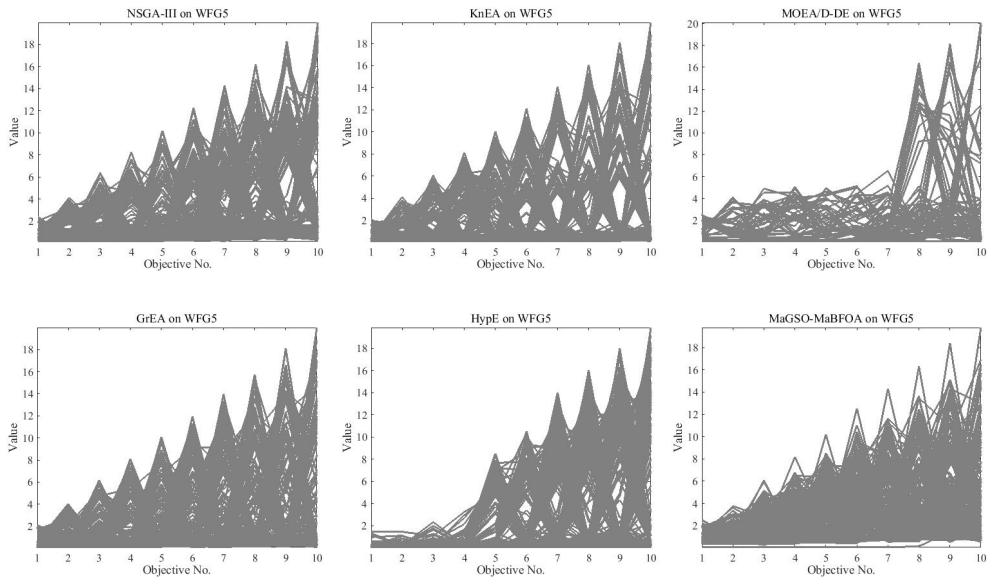 NSGA-III on WFG5
18
16
14
12
10
8
6
4
2
Value
1 2 3 4 5 6 7 8 9 10
Objective No.
KnEA on WFG5
18
16
14
12
10
8
6
4
2
Value
1 2 3 4 5 6 7 8 9 10
Objective No.
MOEA/D-DE on WFG5
20
18
16
14
12
10
8
6
4
2
Value
1 2 3 4 5 6 7 8 9 10
Objective No.
GrEA on WFG5
18
16
14
12
10
8
6
4
2
Value
1 2 3 4 5 6 7 8 9 10
Objective No.
HypE on WFG5
18
16
14
12
10
8
6
4
2
Value
1 2 3 4 5 6 7 8 9 10
Objective No.
MaGSO-MaBFOA on WFG5
18
16
14
12
10
8
6
4
2
Value
1 2 3 4 5 6 7 8 9 10
Objective No.